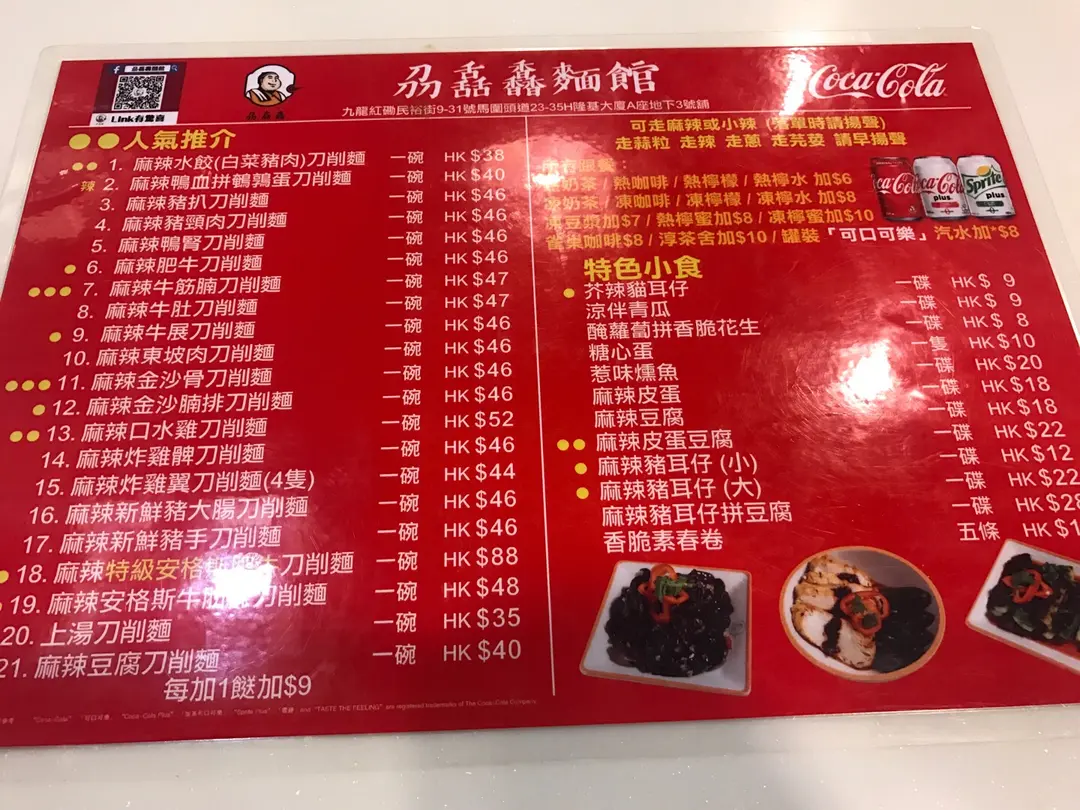 Link有驚喜
麵館
Coca-Cola
九龍紅磡民裕街9-31號馬圍頭道23-35H隆基大廈A座地下3號舖
人氣推介
1. 麻辣水餃(白菜豬肉)刀削麵 一碗 HK $38
辣 2. 麻辣鴨血拼鵪鶉蛋刀削麵 一碗 HK $40
3. 麻辣豬扒刀削麵 一碗 HK $46
4. 麻辣豬頸肉刀削麵 一碗 HK $46
5. 麻辣鴨腎刀削麵 一碗 HK $46
6. 麻辣肥牛刀削麵 一碗 HK $46
7. 麻辣牛筋腩刀削麵 一碗 HK $47
8. 麻辣牛肚刀削麵 一碗 HK $47
9. 麻辣牛展刀削麵 一碗 HK $46
10. 麻辣東坡肉刀削麵 一碗 HK $46
11. 麻辣金沙骨刀削麵 一碗 HK $46
12. 麻辣金沙腩排刀削麵 一碗 HK $46
13. 麻辣口水雞刀削麵 一碗 HK $52
14. 麻辣炸雞髀刀削麵 一碗 HK $46
15. 麻辣炸雞翼刀削麵(4隻) 一碗 HK $44
16. 麻辣新鮮豬大腸刀削麵 一碗 HK $46
17. 麻辣新鮮豬手刀削麵 一碗 HK $46
18. 麻辣特級安格斯 牛刀削麵 一碗 HK $88
19. 麻辣安格斯牛 刀削麵 一碗 HK $48
20. 上湯刀削麵 一碗 HK $35
21. 麻辣豆腐刀削麵 一碗 HK $40
每加1餸加$9
可走麻辣或小辣 (落單時請揚聲)
走蒜粒 走辣 走蔥 走芫荽 請早揚聲
奶茶 / 熱咖啡 / 熱檸檬 / 熱檸水 加$6
凍奶茶 / 凍咖啡 / 凍檸檬 / 凍檸水 加$8
凍豆漿加$7 / 熱檸蜜加$8 / 凍檸蜜加$10
雀巢咖啡$8 / 淳茶舍加$10 / 罐裝「可口可樂」汽水加*$8
特色小食
芥辣貓耳仔 一碟 HK $ 9
涼伴青瓜 一碟 HK $ 9
醃蘿蔔拼香脆花生 一碟 HK $ 8
糖心蛋 一隻 HK $10
惹味燻魚 一碟 HK $20
麻辣皮蛋 一碟 HK $18
麻辣豆腐 一碟 HK $18
麻辣皮蛋豆腐 一碟 HK $22
麻辣豬耳仔 (小) 一碟 HK $12
麻辣豬耳仔 (大) 一碟 HK $22
麻辣豬耳仔拼豆腐 一碟 HK $28
香脆素春卷 五條 HK $1
Coca-Cola plus
Sprite plus
"Coca-Cola Plus" and "TASTE THE FEELING" are registered trademarks of The Coca-Cola Company.